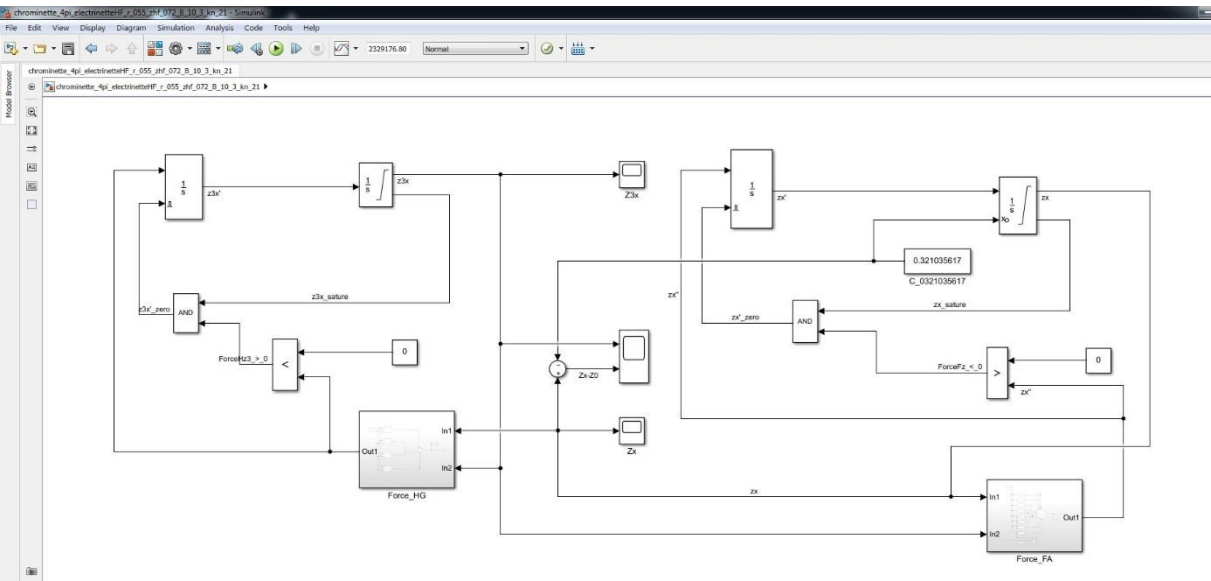 chrominette_4pi_electrinetteHF_r_055_zhf_072_B_10_3_kn_21 - Simulink
File Edit View Display Diagram Simulation Analysis Code Tools Help
2329176.80 Normal
Model Browser
chrominette_4pi_electrinetteHF_r_055_zhf_072_B_10_3_kn_21
chrominette_4pi_electrinetteHF_r_055_zhf_072_B_10_3_kn_21
1
s
z3x'
1
s
z3x
Z3x
1
s
zx'
1
s
xo
zx
0.321035617
C_0321035617
z3x_sature
z3x'_zero
AND
zx''
zx_sature
zx'_zero
AND
ForceHz3_>_0
<
0
Zx-Z0
ForceFz_<_0
>
0
zx''
In1
Out1
In2
Force_HG
Zx
zx
In1
Out1
In2
Force_FA